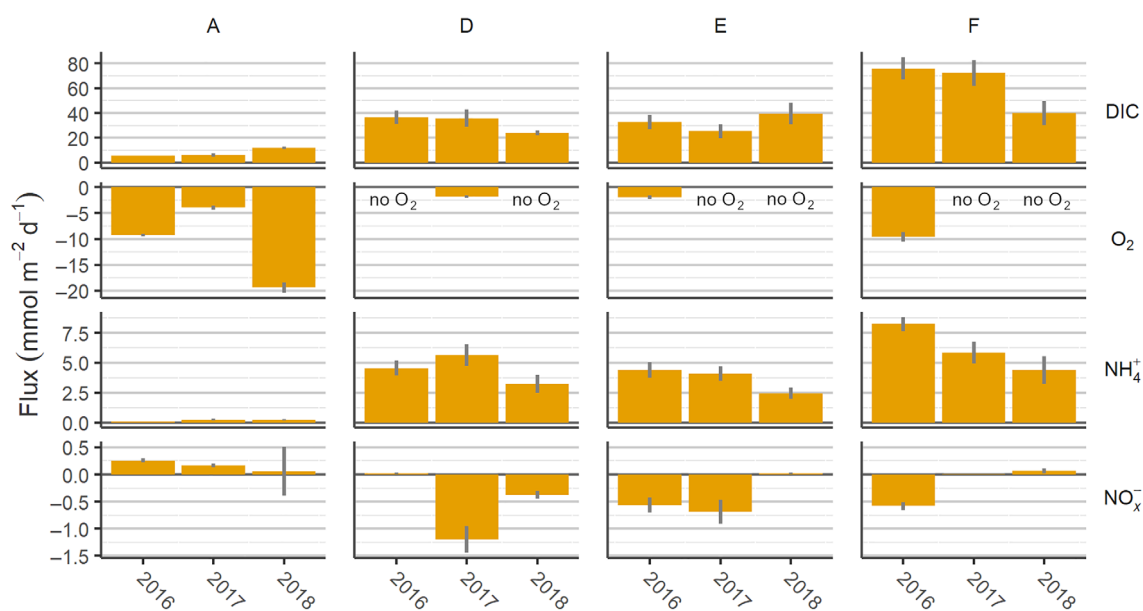 A D E F
80
60
40
20
0
DIC
0
−5
−10
−15
−20
no O₂ no O₂ no O₂ no O₂ no O₂ no O₂
O₂
7.5
5.0
2.5
0.0
NH₄⁺
0.5
0.0
−0.5
−1.0
−1.5
NOₓ⁻
Flux (mmol m⁻² d⁻¹)
2016 2017 2018 2016 2017 2018 2016 2017 2018 2016 2017 2018